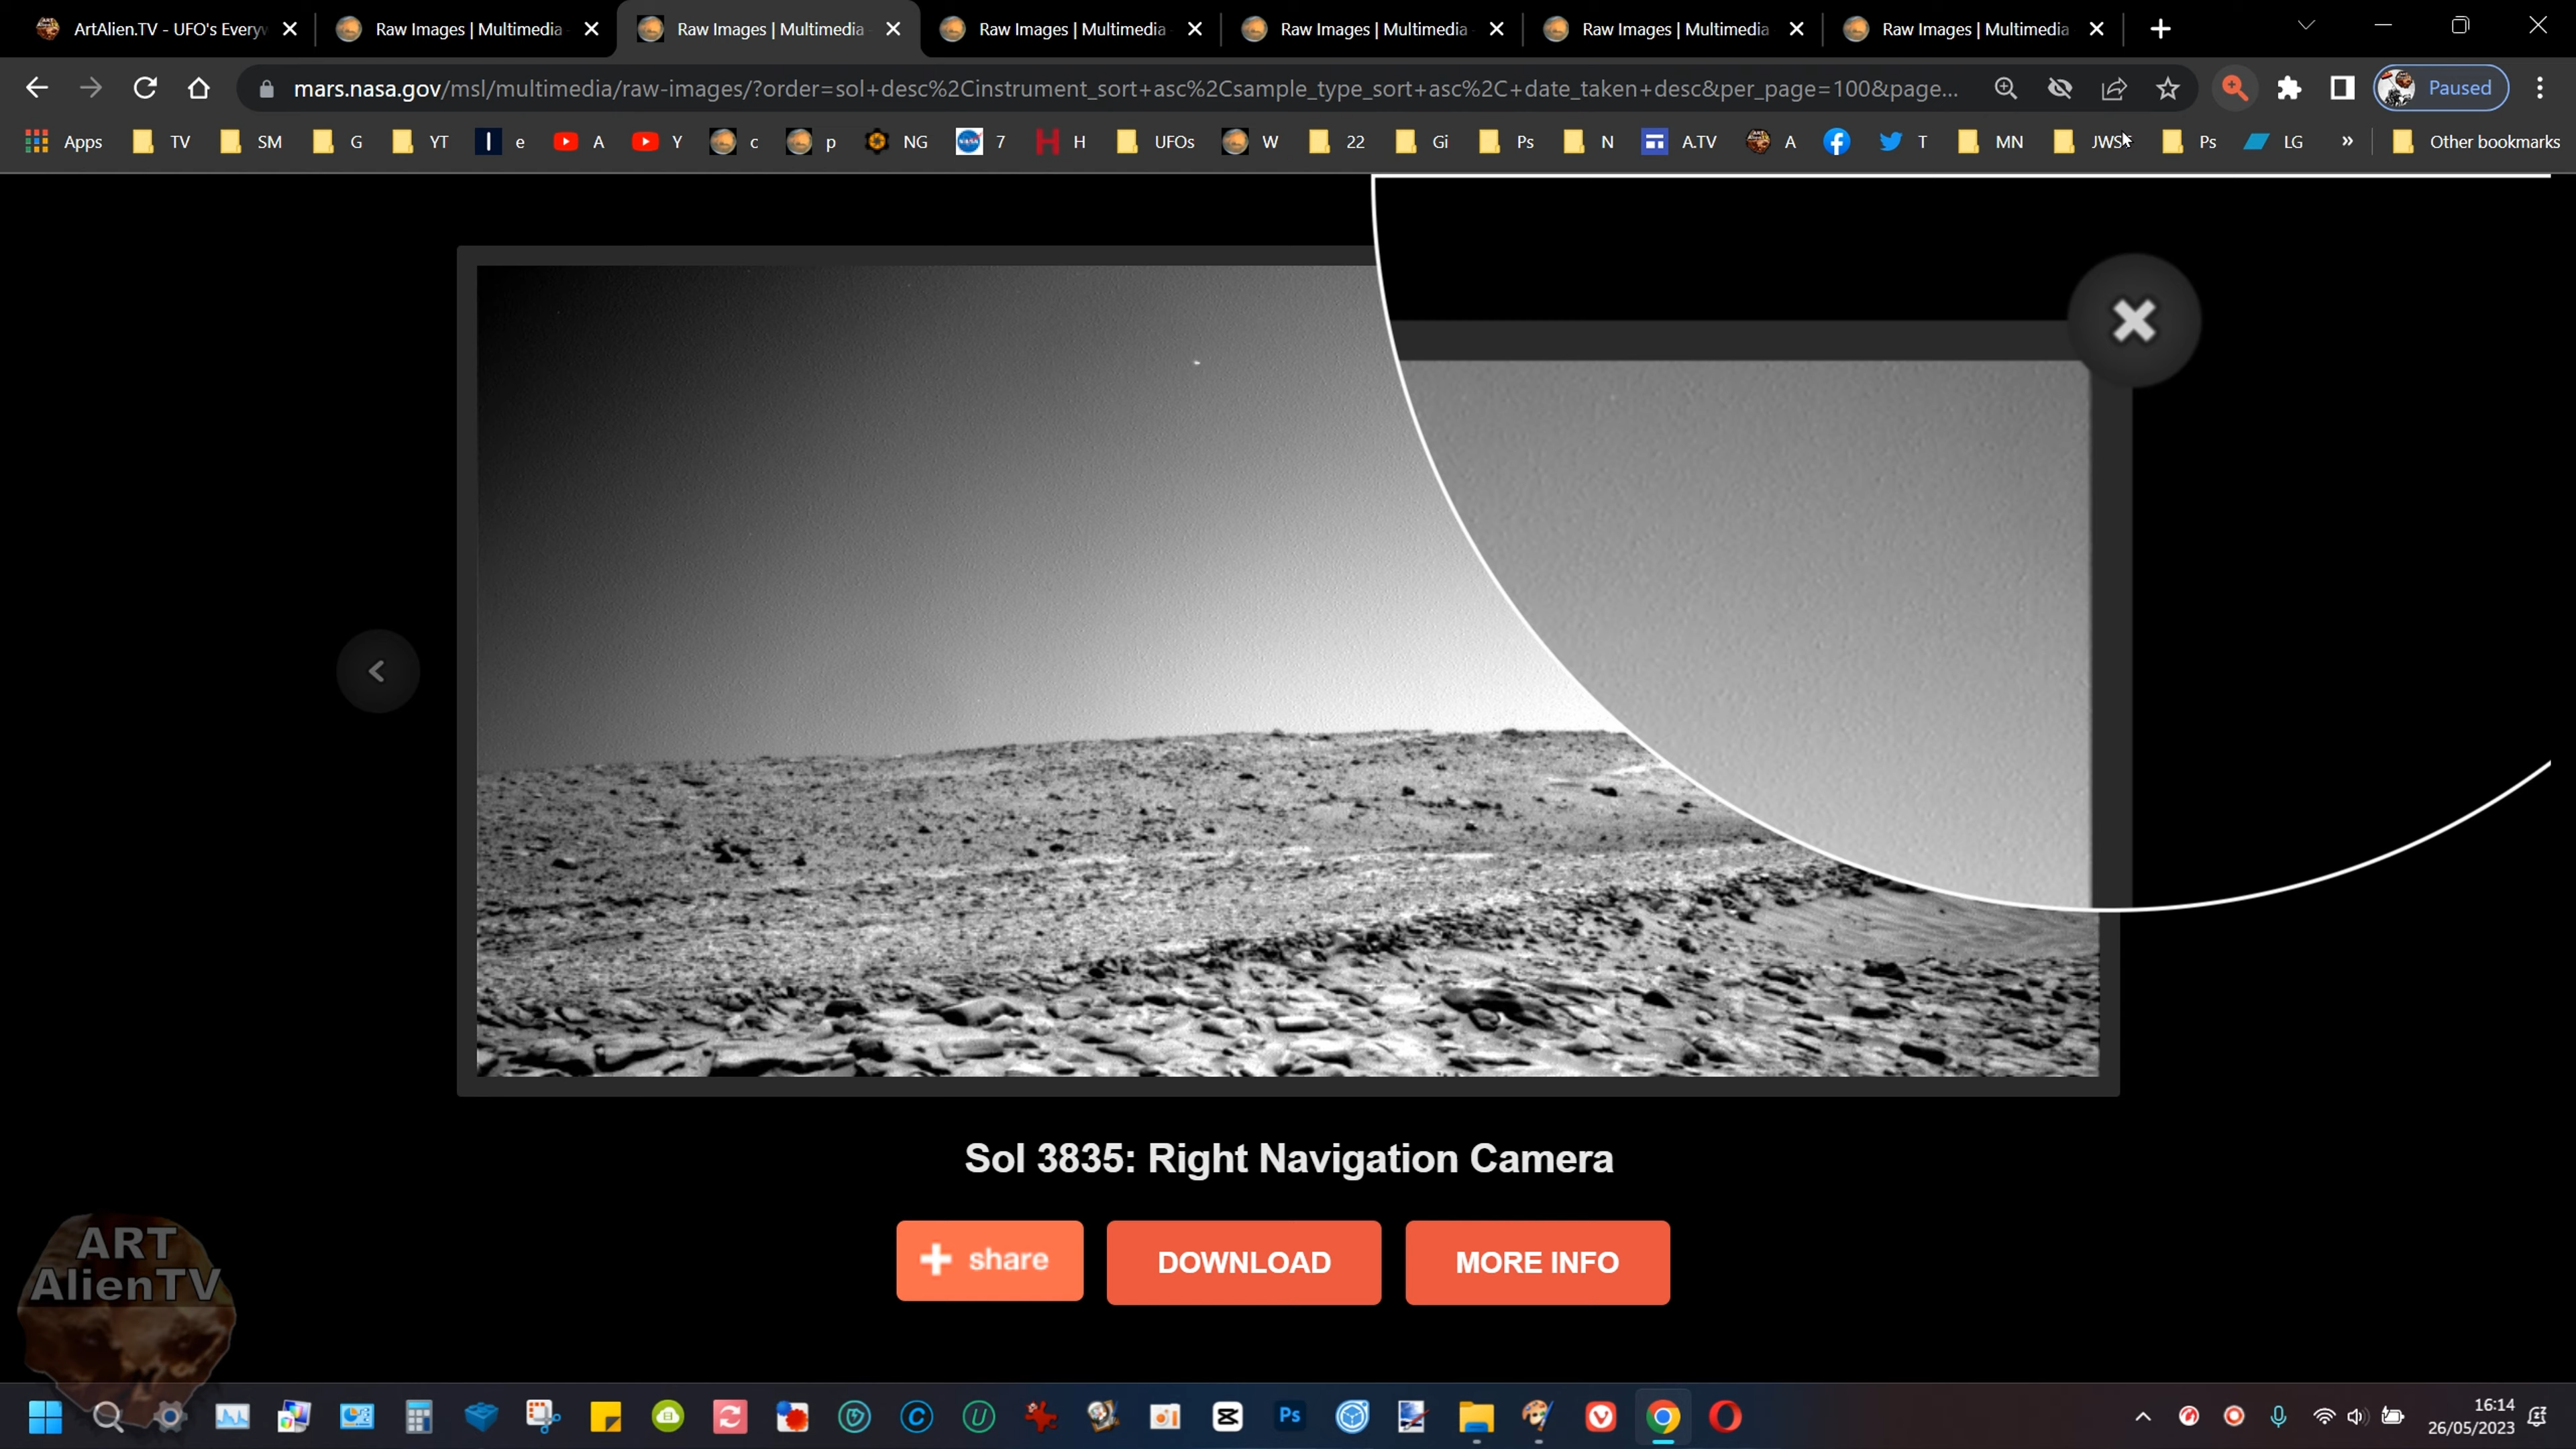 ArtAlien.TV - UFO's Everyw
Raw Images | Multimedia
Raw Images | Multimedia
Raw Images | Multimedia
Raw Images | Multimedia
Raw Images | Multimedia
Raw Images | Multimedia
mars.nasa.gov/msl/multimedia/raw-images/?order=sol+desc%2Cinstrument_sort+asc%2Csample_type_sort+asc%2C+date_taken+desc&per_page=100&page...
Paused
Apps TV SM G YT e A Y c p NG 7 H UFOs W 22 Gi Ps N A.TV A T MN JWS Ps LG » Other bookmarks
Sol 3835: Right Navigation Camera
share DOWNLOAD MORE INFO
ART
AlienTV
Ps
16:14
26/05/2023